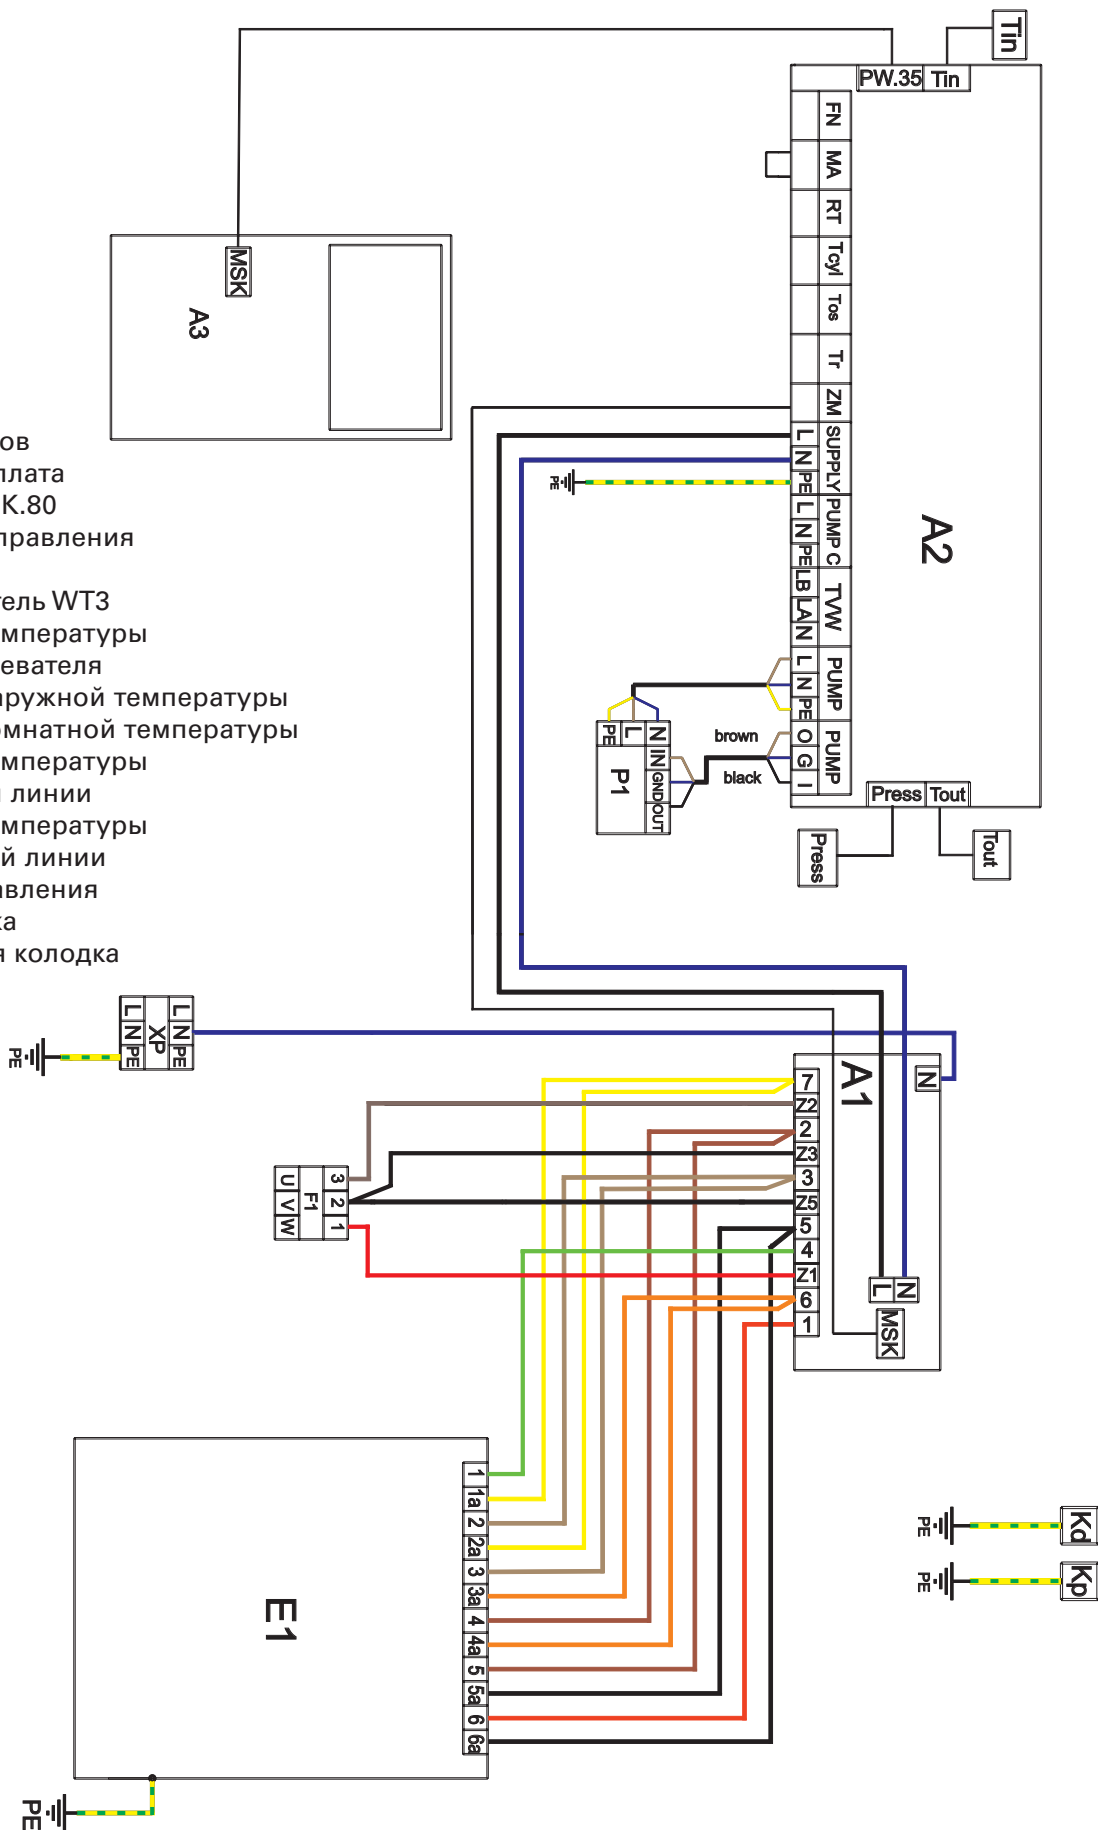 Tin
PW.35 Tin
FN
MA
RT
Tcyl
Tos
Tr
ZM
SUPPLY
L N PE
PUMP C
L N PE
TVW
LB LA N
PUMP
L N PE
PUMP
O G I
A2
MSK
A3
PE
brown
black
PE L N
IN GND OUT
P1
Press Tout
Press
Tout
ов
плата
K.80
правления
тель WT3
мпературы
евателя
аружной температуры
омнатной температуры
мпературы
й линии
мпературы
й линии
авления
ка
я колодка
L N PE
XP
L N PE
PE
A1
N
7
Z2
2
Z3
3
Z5
5
4
Z1
6
1
N
L
MSK
3
2
1
F1
U
V
W
1
1a
2
2a
3
3a
4
4a
5
5a
6
6a
E1
PE
Kd
PE
Kp
PE